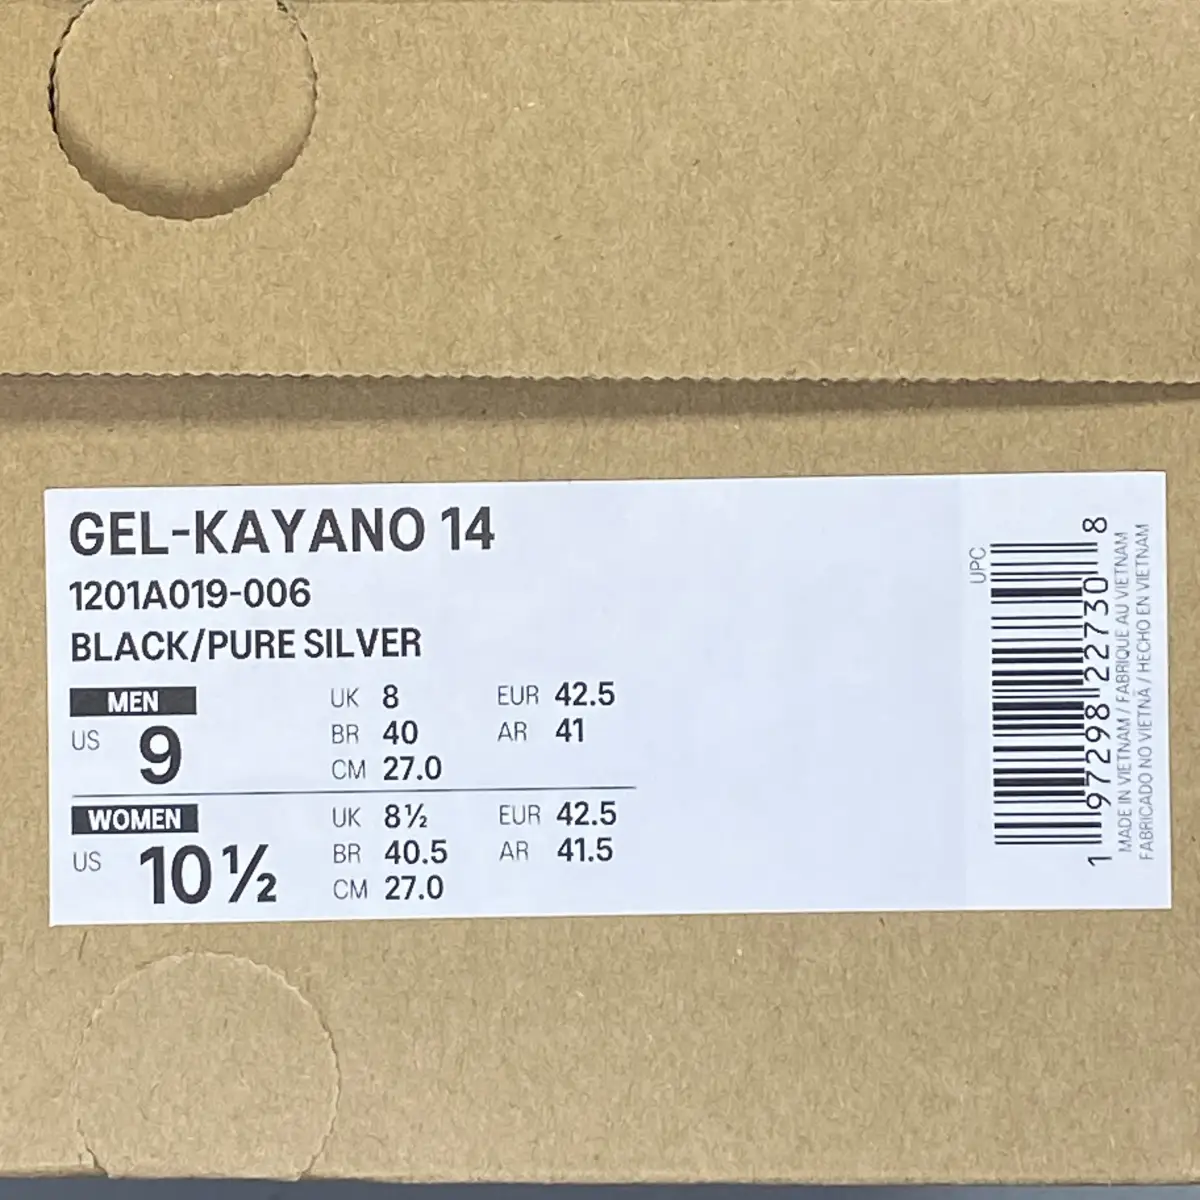 GEL-KAYANO 14
1201A019-006
BLACK/PURE SILVER
MEN
US 9
UK 8 EUR 42.5
BR 40 AR 41
CM 27.0
WOMEN
US 10 ½
UK 8½ EUR 42.5
BR 40.5 AR 41.5
CM 27.0
UPC
1 97298 22730 8
MADE IN VIETNAM / FABRIQUE AU VIETNAM
FABRICADO NO VIETNÃ / HECHO EN VIETNAM